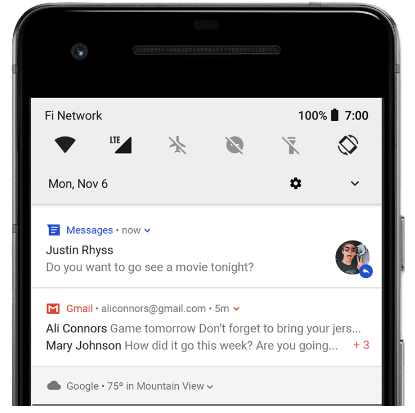 Fi Network 100% 7:00
LTE
Mon, Nov 6
Messages • now
Justin Rhyss
Do you want to go see a movie tonight?
Gmail • aliconnors@gmail.com • 5m
Ali Connors Game tomorrow Don't forget to bring your jers...
Mary Johnson How did it go this week? Are you going... + 3
Google • 75º in Mountain View